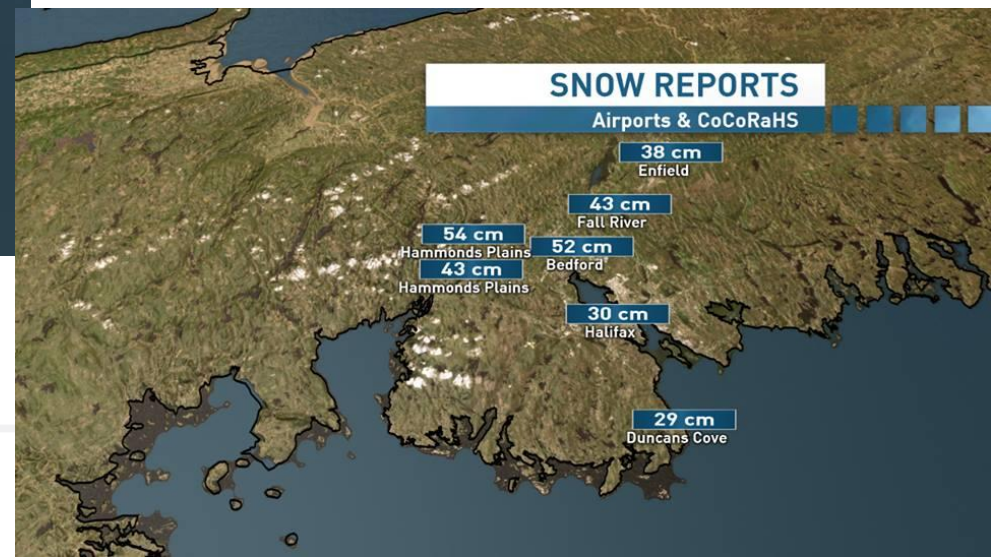 SNOW REPORTS
Airports & CoCoRaHS
38 cm
Enfield
43 cm
Fall River
54 cm
Hammonds Plains
52 cm
Bedford
43 cm
Hammonds Plains
30 cm
Halifax
29 cm
Duncans Cove